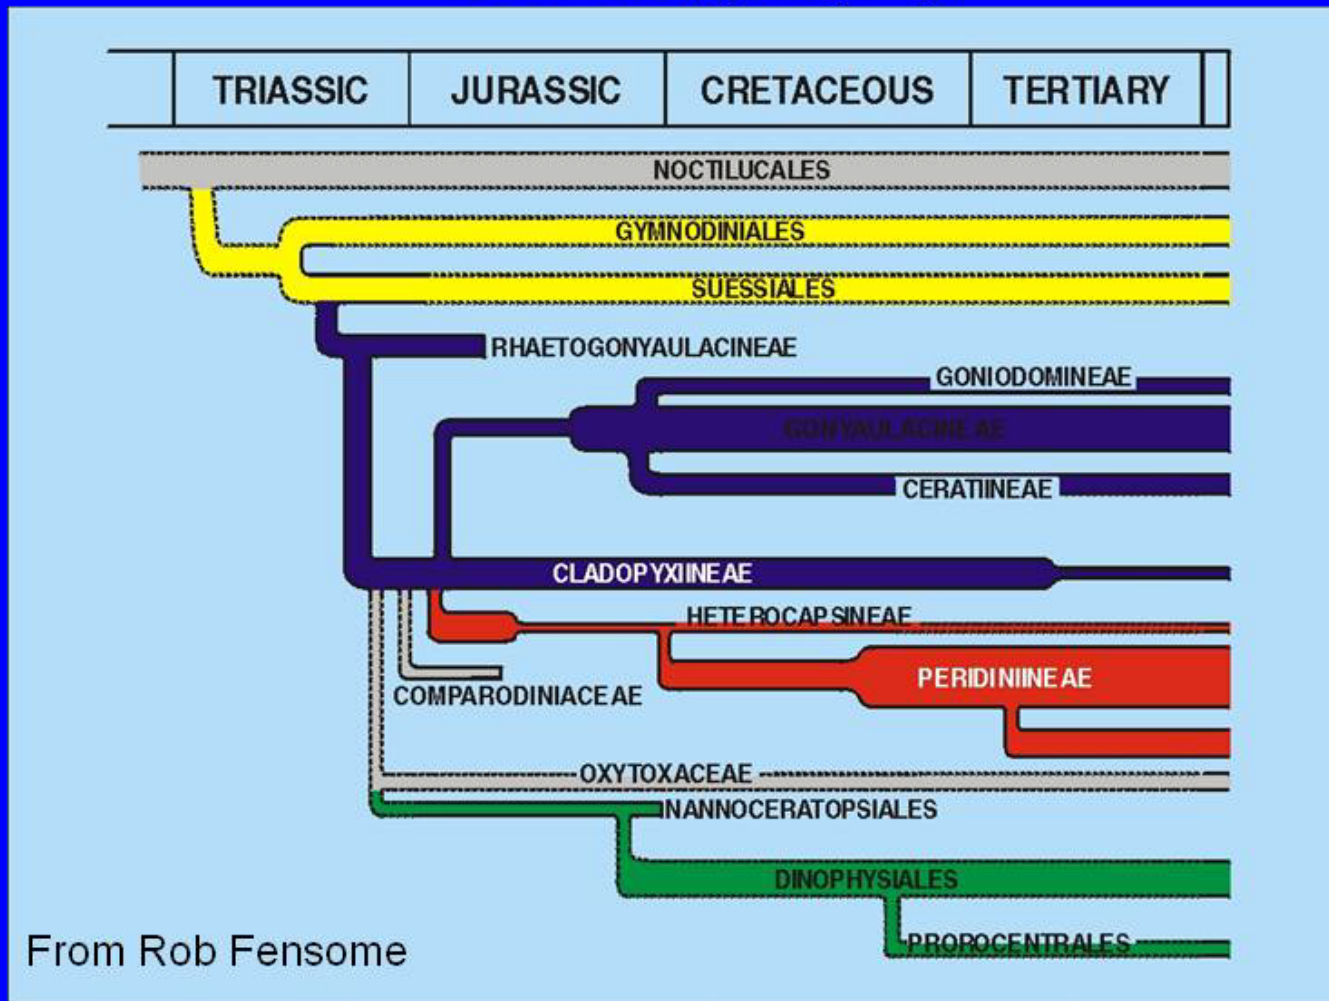 TRIASSIC JURASSIC CRETACEOUS TERTIARY
NOCTILUCALES
GYMNODINIALES
SUESSIALES
RHAETOGONYAULACINEAE
GONIODOMINEAE
GONYAULACINEAE
CERATIINEAE
CLADOPYXIINEAE
HETEROCAPSINEAE
PERIDINIINEAE
COMPARODINIACEAE
OXYTOXACEAE
NANNOCERATOPSIALES
DINOPHYSIALES
PROROCENTRALES
From Rob Fensome